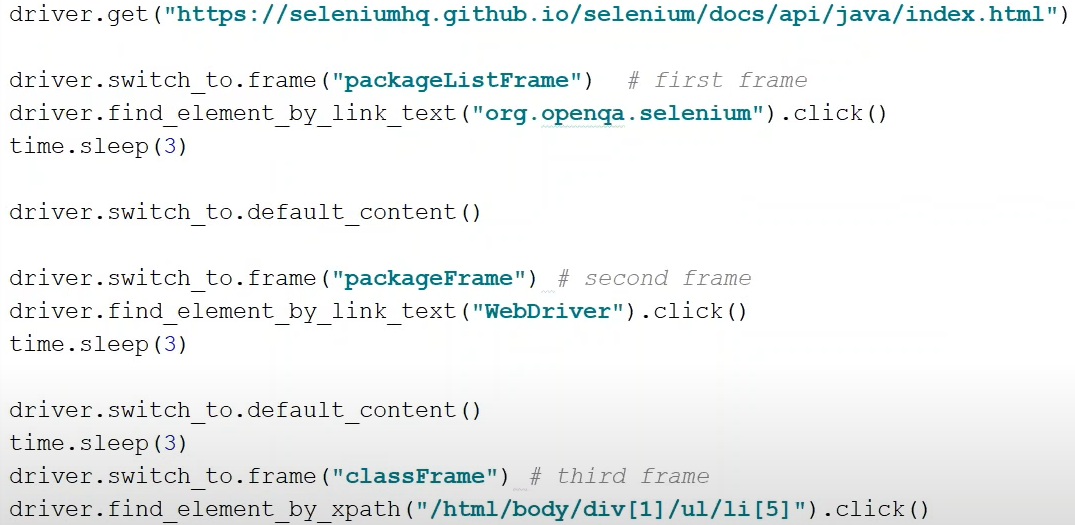 driver.get("https://seleniumhq.github.io/selenium/docs/api/java/index.html")
driver.switch_to.frame("packageListFrame")  # first frame
driver.find_element_by_link_text("org.openqa.selenium").click()
time.sleep(3)
driver.switch_to.default_content()
driver.switch_to.frame("packageFrame") # second frame
driver.find_element_by_link_text("WebDriver").click()
time.sleep(3)
driver.switch_to.default_content()
time.sleep(3)
driver.switch_to.frame("classFrame") # third frame
driver.find_element_by_xpath("/html/body/div[1]/ul/li[5]").click()